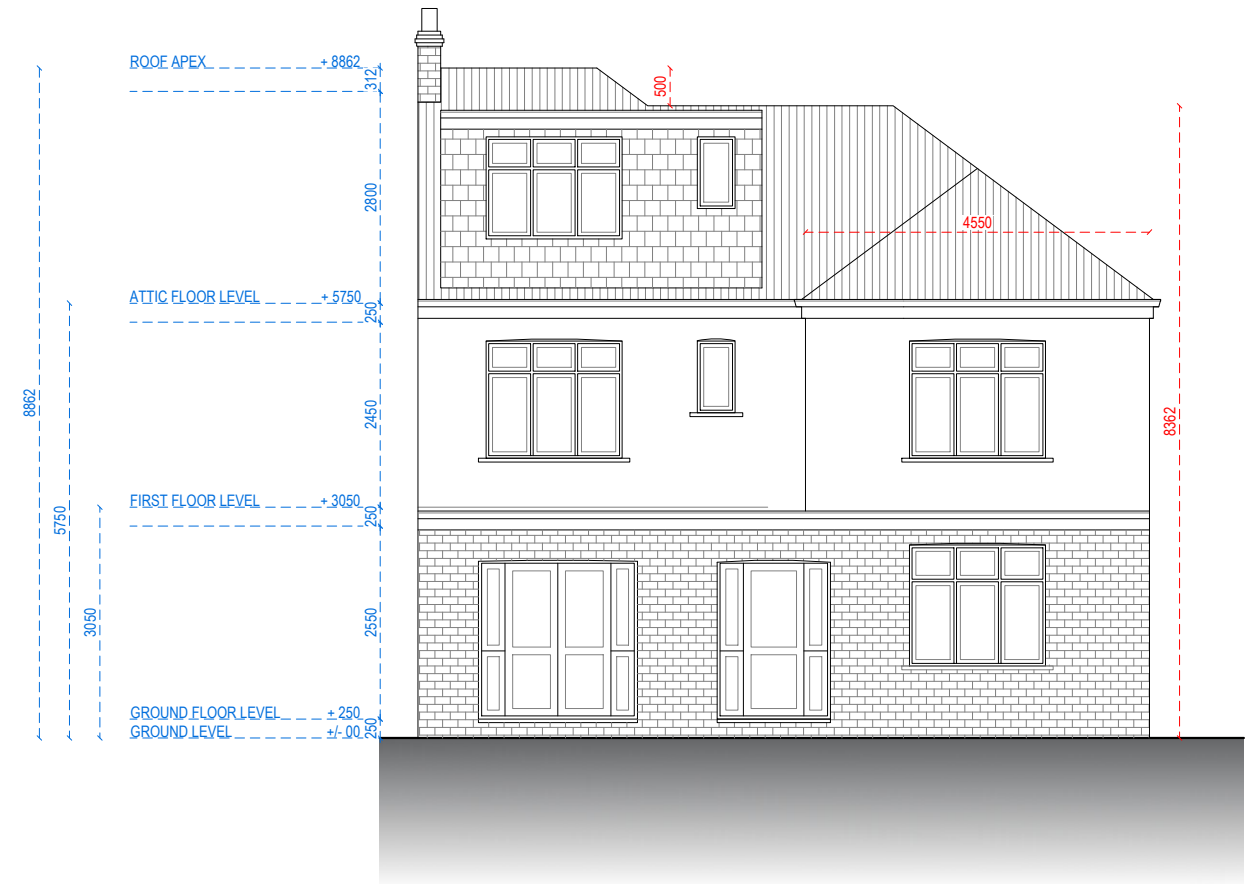 ROOF APEX + 8862
312
500
2800
4550
ATTIC FLOOR LEVEL + 5750
250
8862
2450
8362
FIRST FLOOR LEVEL + 3050
250
5750
3050
2550
GROUND FLOOR LEVEL + 250
GROUND LEVEL +/- 00
250